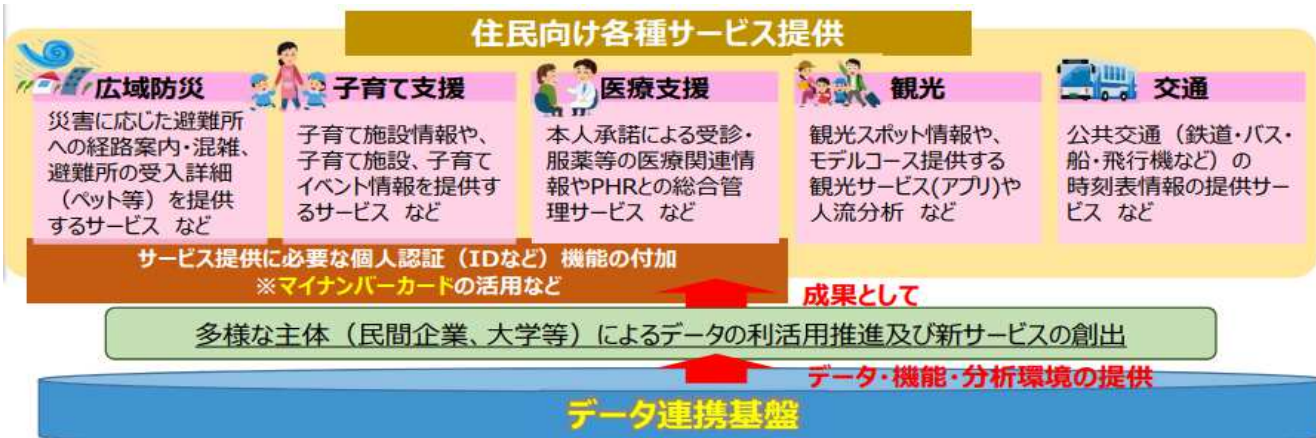 住民向け各種サービス提供
広域防災
災害に応じた避難所
への経路案内・混雑、
避難所の受入詳細
（ペット等）を提供
するサービス など
子育て支援
子育て施設情報や、
子育て施設、子育て
イベント情報を提供す
るサービス など
医療支援
本人承諾による受診・
服薬等の医療関連情
報やPHRとの総合管
理サービス など
観光
観光スポット情報や、
モデルコース提供する
観光サービス(アプリ)や
人流分析 など
交通
公共交通（鉄道・バス・
船・飛行機など）の
時刻表情報の提供サー
ビス など
サービス提供に必要な個人認証（IDなど）機能の付加
※マイナンバーカードの活用など
成果として
多様な主体（民間企業、大学等）によるデータの利活用推進及び新サービスの創出
データ・機能・分析環境の提供
データ連携基盤